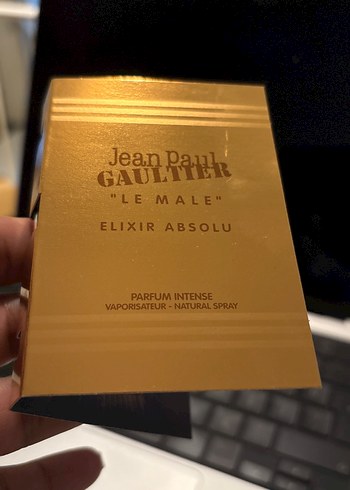 Jean Paul
GAULTIER
"LE MALE"
ELIXIR ABSOLU
PARFUM INTENSE
VAPORISATEUR - NATURAL SPRAY